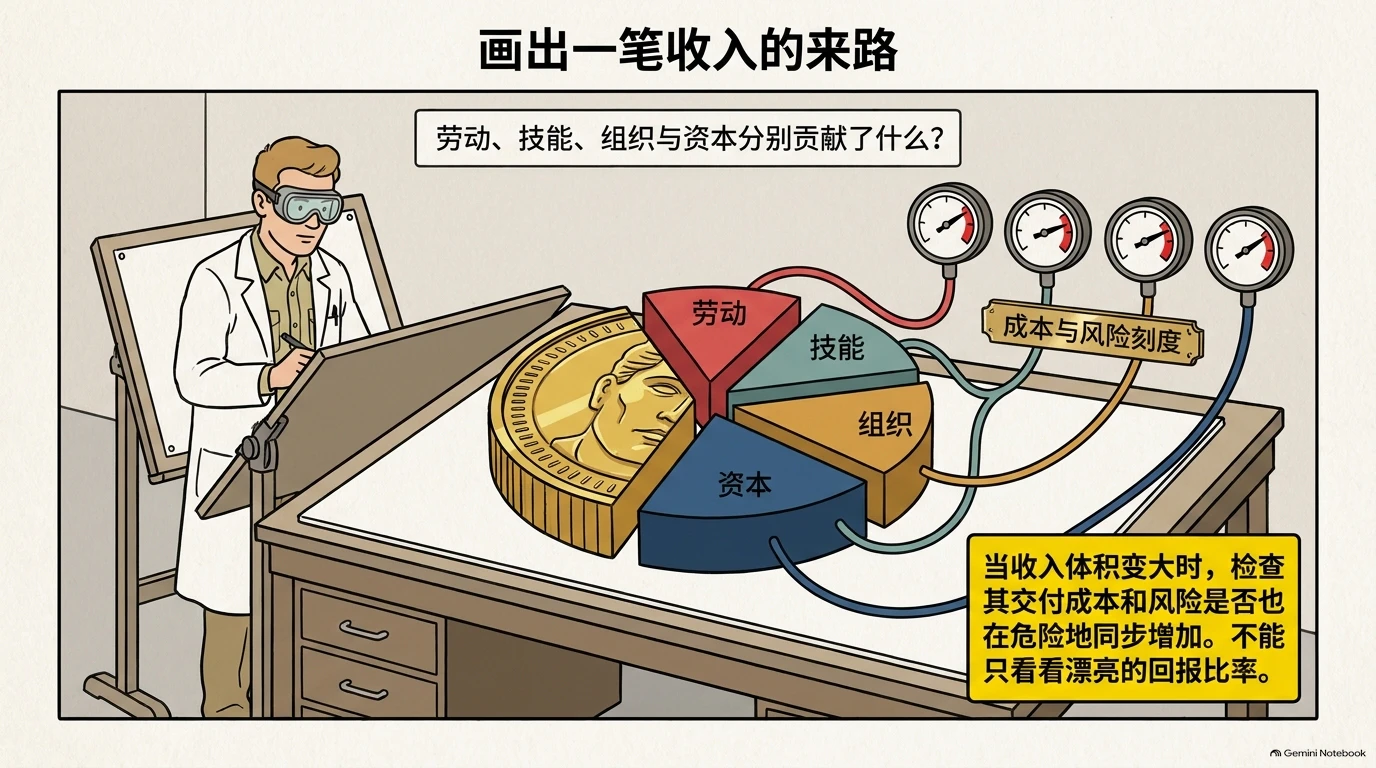 画出一笔收入的来路
劳动、技能、组织与资本分别贡献了什么？
劳动
技能
组织
资本
成本与风险刻度
当收入体积变大时，检查
其交付成本和风险是否也
在危险地同步增加。不能
只看看漂亮的回报比率。
Gemini Notebook